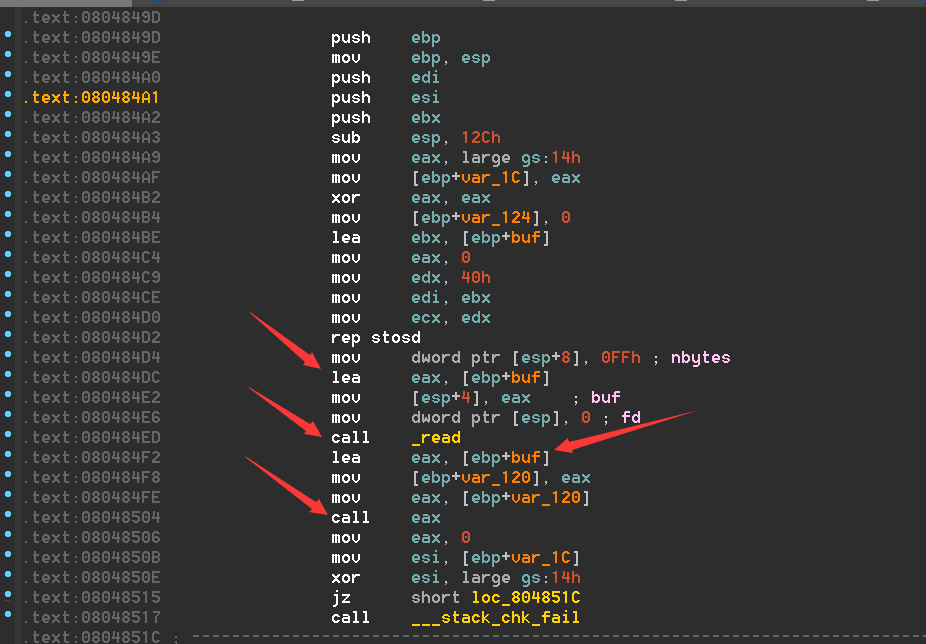 .text:0804849D
.text:0804849D push ebp
.text:0804849E mov ebp, esp
.text:080484A0 push edi
.text:080484A1 push esi
.text:080484A2 push ebx
.text:080484A3 sub esp, 12Ch
.text:080484A9 mov eax, large gs:14h
.text:080484AF mov [ebp+var_1C], eax
.text:080484B2 xor eax, eax
.text:080484B4 mov [ebp+var_124], 0
.text:080484BE lea ebx, [ebp+buf]
.text:080484C4 mov eax, 0
.text:080484C9 mov edx, 40h
.text:080484CE mov edi, ebx
.text:080484D0 mov ecx, edx
.text:080484D2 rep stosd
.text:080484D4 mov dword ptr [esp+8], 0FFh ; nbytes
.text:080484DC lea eax, [ebp+buf]
.text:080484E2 mov [esp+4], eax ; buf
.text:080484E6 mov dword ptr [esp], 0 ; fd
.text:080484ED call _read
.text:080484F2 lea eax, [ebp+buf]
.text:080484F8 mov [ebp+var_120], eax
.text:080484FE mov eax, [ebp+var_120]
.text:08048504 call eax
.text:08048506 mov eax, 0
.text:0804850B mov esi, [ebp+var_1C]
.text:0804850E xor esi, large gs:14h
.text:08048515 jz short loc_804851C
.text:08048517 call ___stack_chk_fail
.text:0804851C ; ---------------------------------------------------------------------------